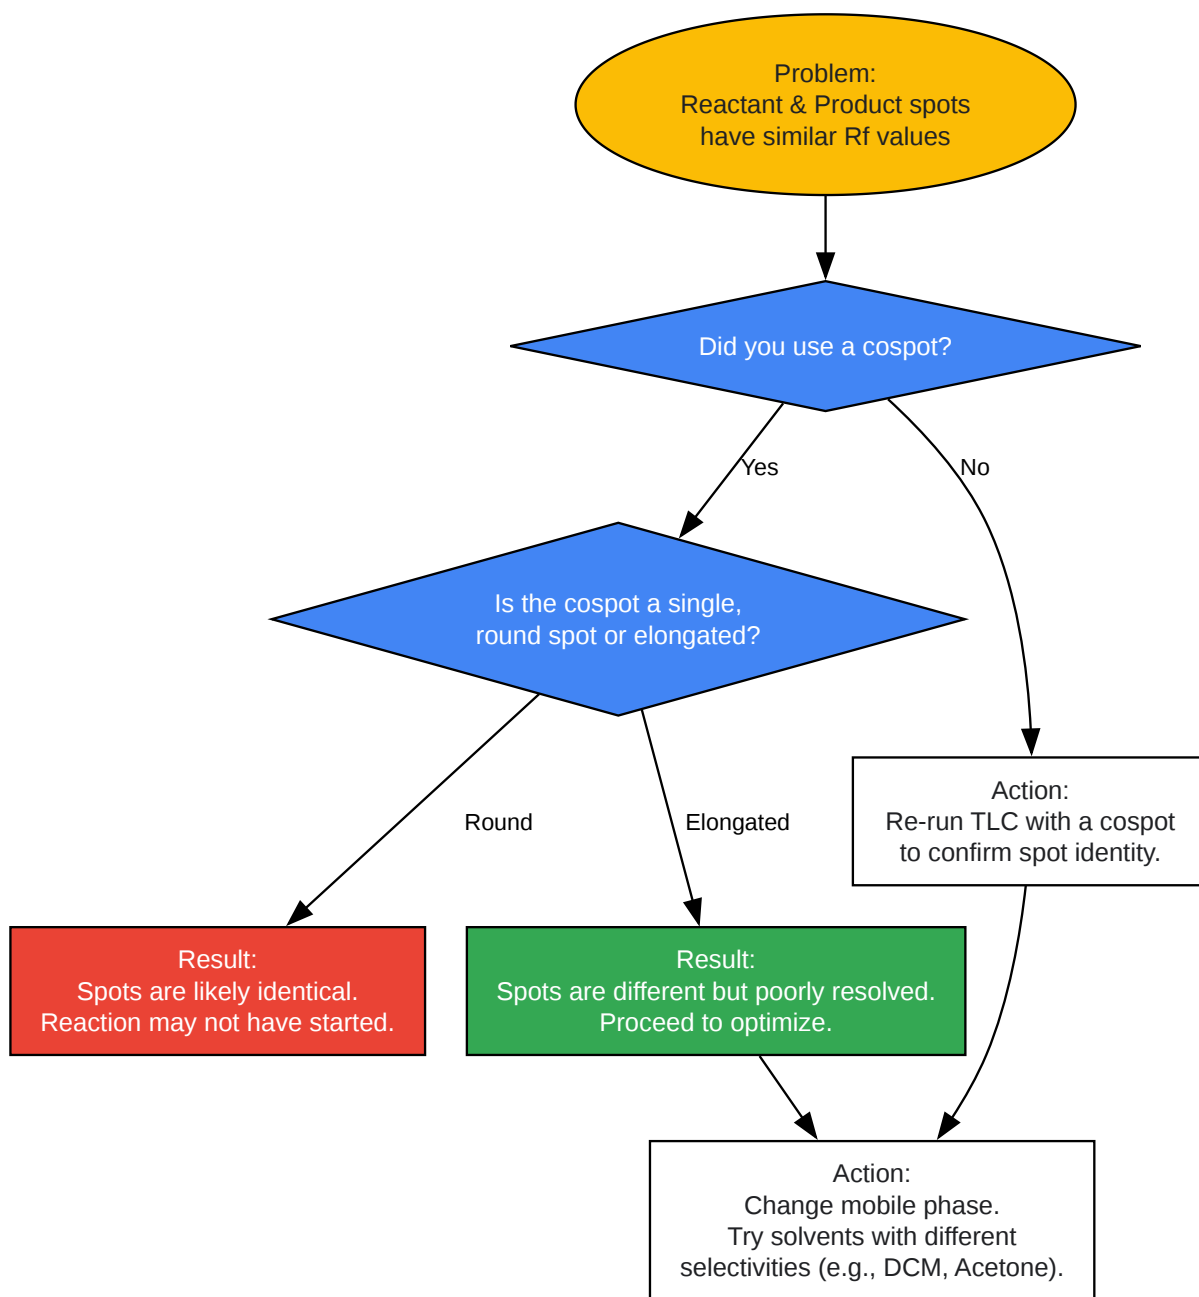 Problem:
Reactant & Product spots
have similar Rf values
Did you use a cospot?
Yes
No
Is the cospot a single,
round spot or elongated?
Round
Elongated
Action:
Re-run TLC with a cospot
to confirm spot identity.
Result:
Spots are likely identical.
Reaction may not have started.
Result:
Spots are different but poorly resolved.
Proceed to optimize.
Action:
Change mobile phase.
Try solvents with different
selectivities (e.g., DCM, Acetone).